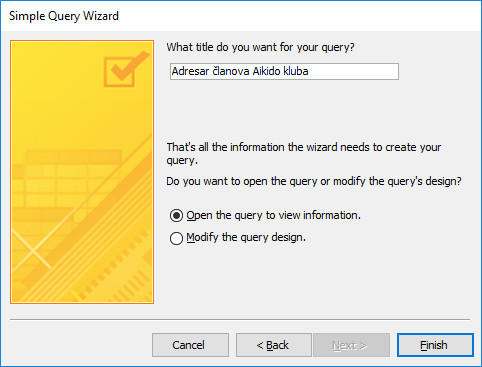 Simple Query Wizard
What title do you want for your query?
Adresar članova Aikido kluba
That's all the information the wizard needs to create your
query.
Do you want to open the query or modify the query's design?
Open the query to view information.
Modify the query design.
Cancel
< Back
Next >
Finish